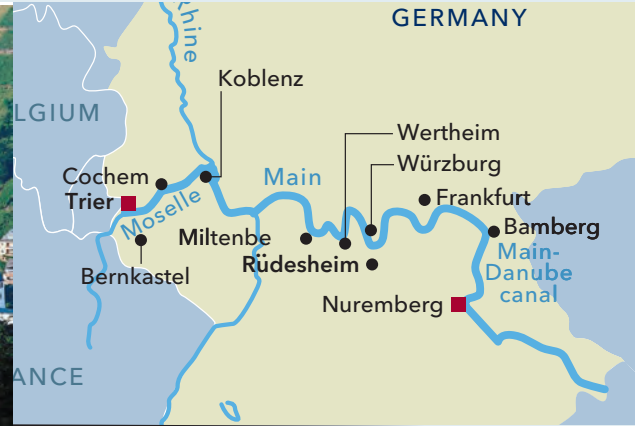 GERMANY
Rhine
Koblenz
LGIUM
Wertheim
Würzburg
Cochem
Trier
Main
Frankfurt
Moselle
Miltenbe
Bamberg
Rüdesheim
Main-
Danube
canal
Bernkastel
Nuremberg
ANCE